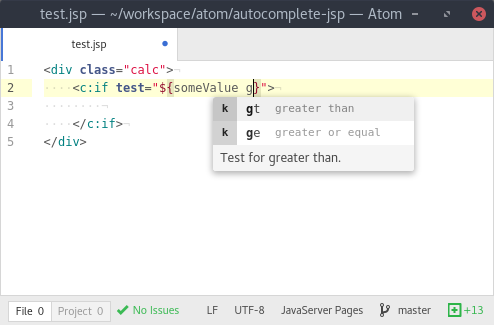 test.jsp — ~/workspace/atom/autocomplete-jsp — Atom
test.jsp
1 <div class="calc">¬
2 ····<c:if test="${someValue g}">¬
k gt greater than
3 ········¬
k ge greater or equal
4 ····</c:if>¬
Test for greater than.
5 </div>
File 0 Project 0 No Issues LF UTF-8 JavaServer Pages master +13